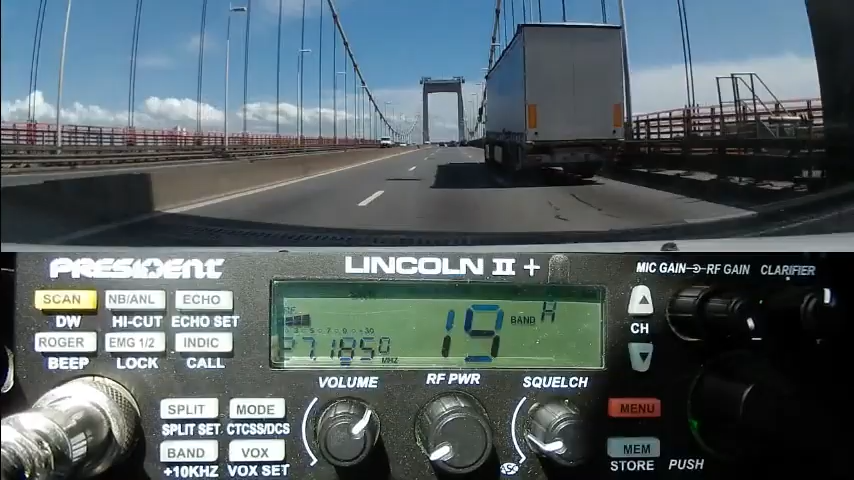 PRESIDENT
LINCOLN II +
MIC GAIN RF GAIN CLARIFIER
SCAN NB/ANL ECHO
DW HI-CUT ECHO SET
ROGER EMG 1/2 INDIC
BEEP LOCK CALL
19 BAND H
27.1850 MHZ
CH
VOLUME RF PWR SQUELCH
SPLIT MODE
SPLIT SET CTCSS/DCS
BAND VOX
+10KHZ VOX SET
ASC
MENU
MEM
STORE PUSH